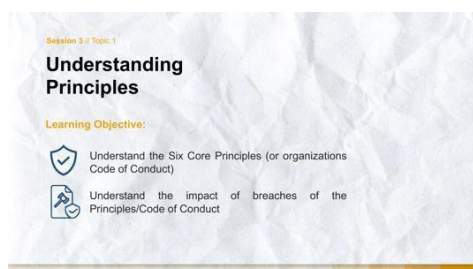 Session 3 // Topic 1
Understanding
Principles
Learning Objective:
Understand the Six Core Principles (or organizations
Code of Conduct)
Understand the impact of breaches of the
Principles/Code of Conduct